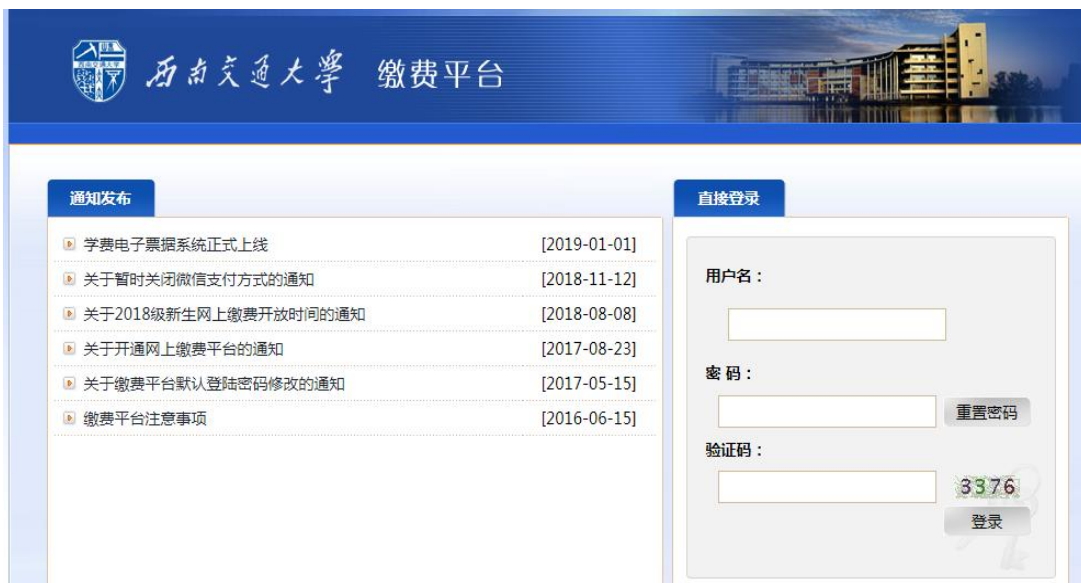 西南交通大學 缴费平台
通知发布
学费电子票据系统正式上线 [2019-01-01]
关于暂时关闭微信支付方式的通知 [2018-11-12]
关于2018级新生网上缴费开放时间的通知 [2018-08-08]
关于开通网上缴费平台的通知 [2017-08-23]
关于缴费平台默认登陆密码修改的通知 [2017-05-15]
缴费平台注意事项 [2016-06-15]
直接登录
用户名：
密 码：
重置密码
验证码：
3376
登录